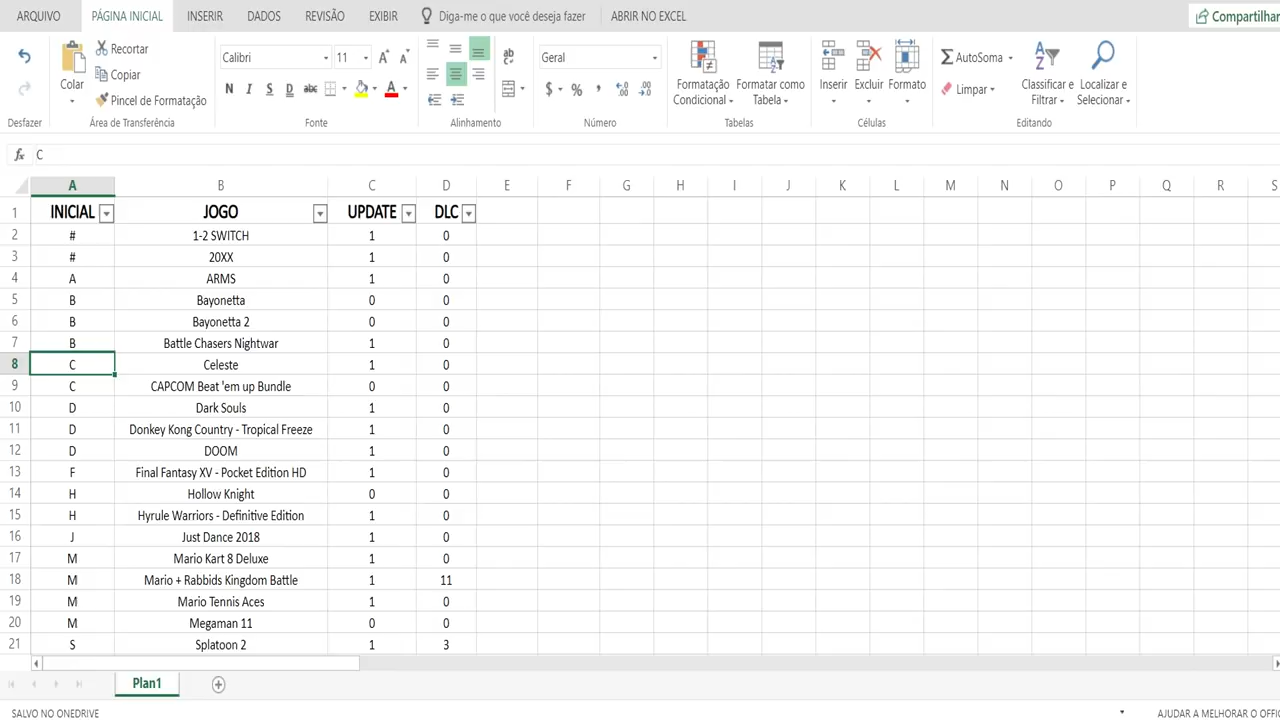 ARQUIVO PÁGINA INICIAL INSERIR DADOS REVISÃO EXIBIR Diga-me o que você deseja fazer ABRIR NO EXCEL Compartilhar
Colar Recortar
Copiar
Pincel de Formatação
Calibri 11 A A
N I S D abc A
ab
Geral
$ % , ,00 ,00
Formatação Condicional
Formatar como Tabela
Inserir Excluir Formato
AutoSoma
Limpar
Classificar e Filtrar
Localizar e Selecionar
Desfazer Área de Transferência Fonte Alinhamento Número Tabelas Células Editando
fx C
A B C D E F G H I J K L M N O P Q R S
1 INICIAL JOGO UPDATE DLC
2 # 1-2 SWITCH 1 0
3 # 20XX 1 0
4 A ARMS 1 0
5 B Bayonetta 0 0
6 B Bayonetta 2 0 0
7 B Battle Chasers Nightwar 1 0
8 C Celeste 1 0
9 C CAPCOM Beat 'em up Bundle 0 0
10 D Dark Souls 1 0
11 D Donkey Kong Country - Tropical Freeze 1 0
12 D DOOM 1 0
13 F Final Fantasy XV - Pocket Edition HD 1 0
14 H Hollow Knight 0 0
15 H Hyrule Warriors - Definitive Edition 1 0
16 J Just Dance 2018 1 0
17 M Mario Kart 8 Deluxe 1 0
18 M Mario + Rabbids Kingdom Battle 1 11
19 M Mario Tennis Aces 1 0
20 M Megaman 11 0 0
21 S Splatoon 2 1 3
Plan1
SALVO NO ONEDRIVE AJUDAR A MELHORAR O OFFIC